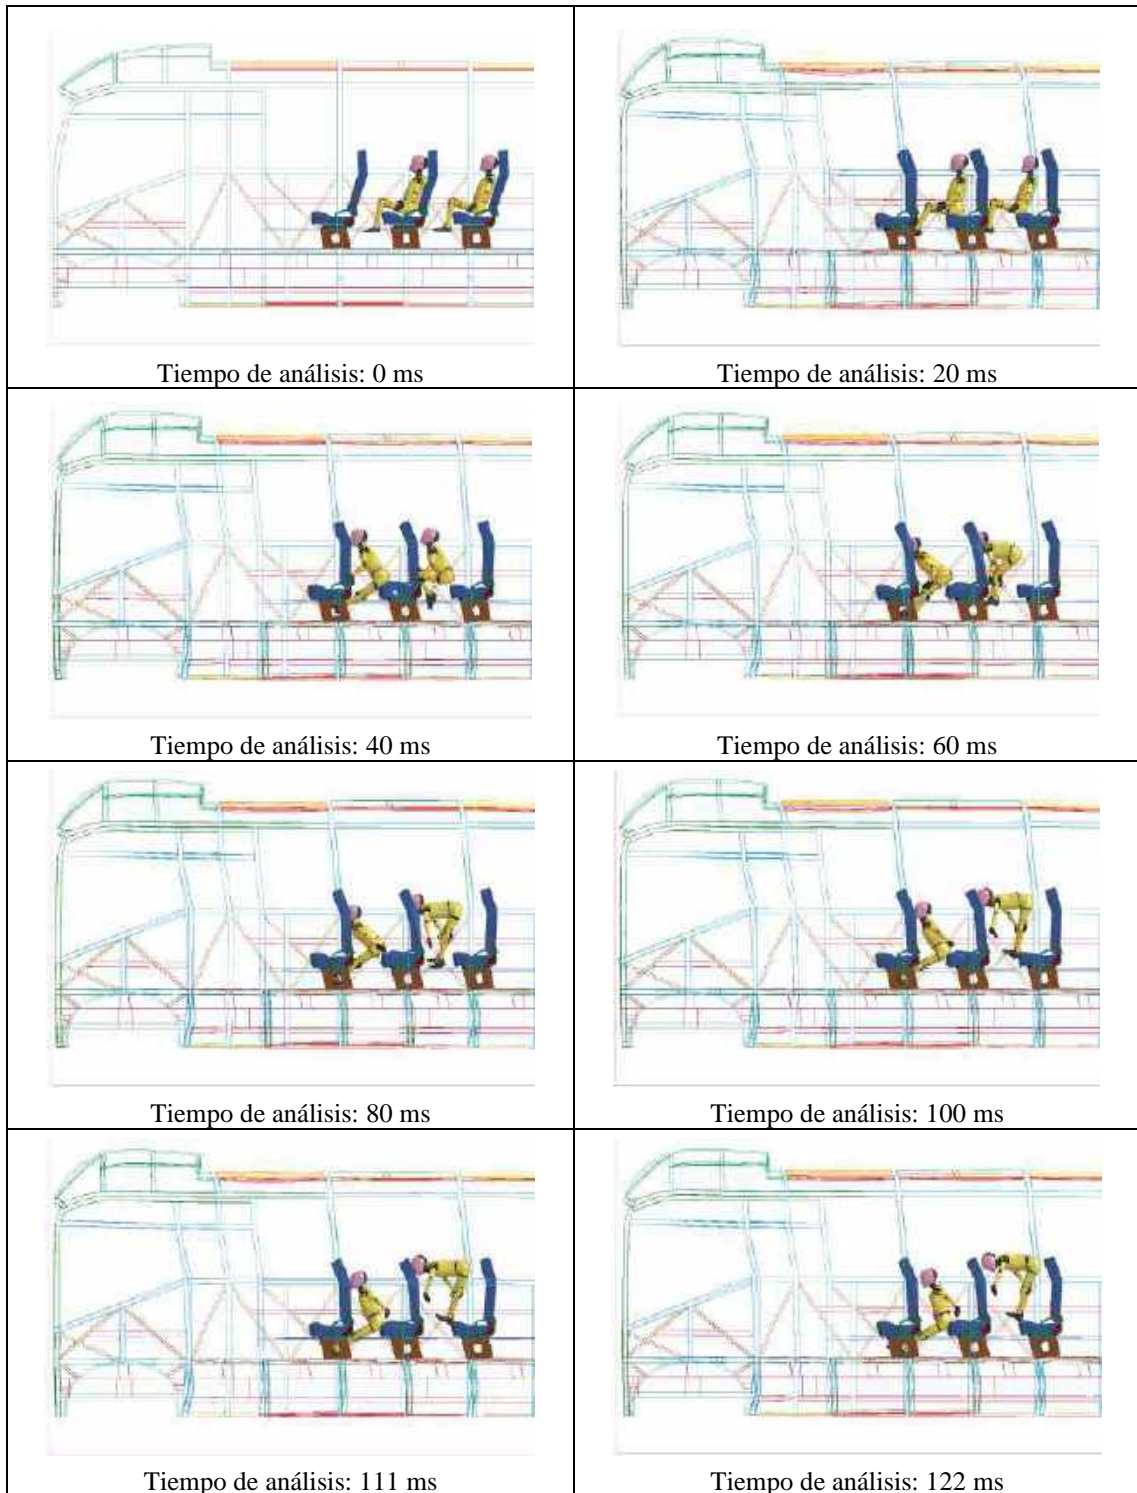 Tiempo de análisis: 0 ms
Tiempo de análisis: 20 ms
Tiempo de análisis: 40 ms
Tiempo de análisis: 60 ms
Tiempo de análisis: 80 ms
Tiempo de análisis: 100 ms
Tiempo de análisis: 111 ms
Tiempo de análisis: 122 ms